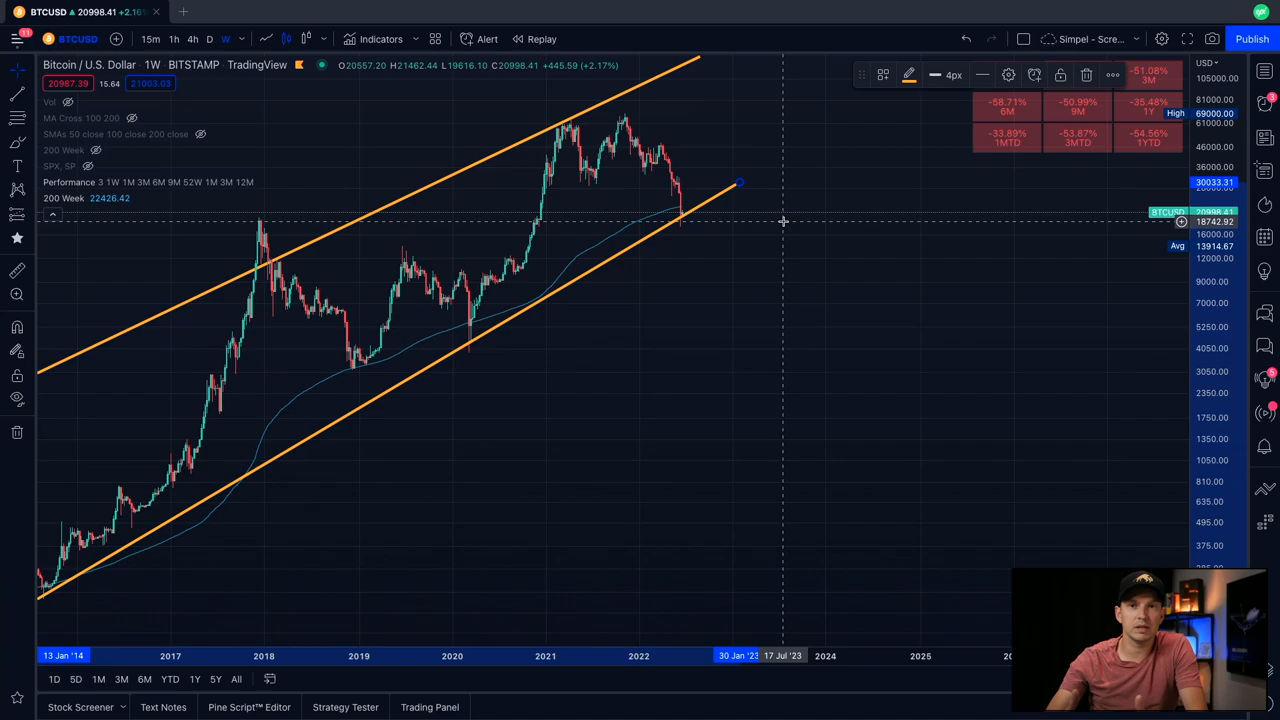 BTCUSD ▲ 20998.41 +2.16%
11
BTCUSD
15m 1h 4h D W
Indicators
Alert
Replay
Simpel - Scre...
Publish
Bitcoin / U.S. Dollar · 1W · BITSTAMP · TradingView
O20557.20 H21462.44 L19616.10 C20998.41 +445.59 (+2.17%)
20987.39 15.64 21003.03
Vol
MA Cross 100 200
SMAs 50 close 100 close 200 close
200 Week
SPX, SP
Performance 3 1W 1M 3M 6M 9M 52W 1M 3M 12M
200 Week 22426.42
4px
−51.08%
3M
−58.71% −50.99% −35.48%
6M 9M 1Y
−33.89% −53.87% −54.56%
1MTD 3MTD 1YTD
USD
105000.00
81000.00
High 69000.00
61000.00
46000.00
36000.00
30033.31
BTCUSD 20998.41
18742.92
16000.00
Avg 13914.67
12000.00
9000.00
7000.00
5250.00
4050.00
3050.00
2350.00
1750.00
1350.00
1050.00
810.00
635.00
495.00
375.00
3
5
13 Jan '14 2017 2018 2019 2020 2021 2022 30 Jan '23 17 Jul '23 2024 2025
1D 5D 1M 3M 6M YTD 1Y 5Y All
Stock Screener Text Notes Pine Script™ Editor Strategy Tester Trading Panel